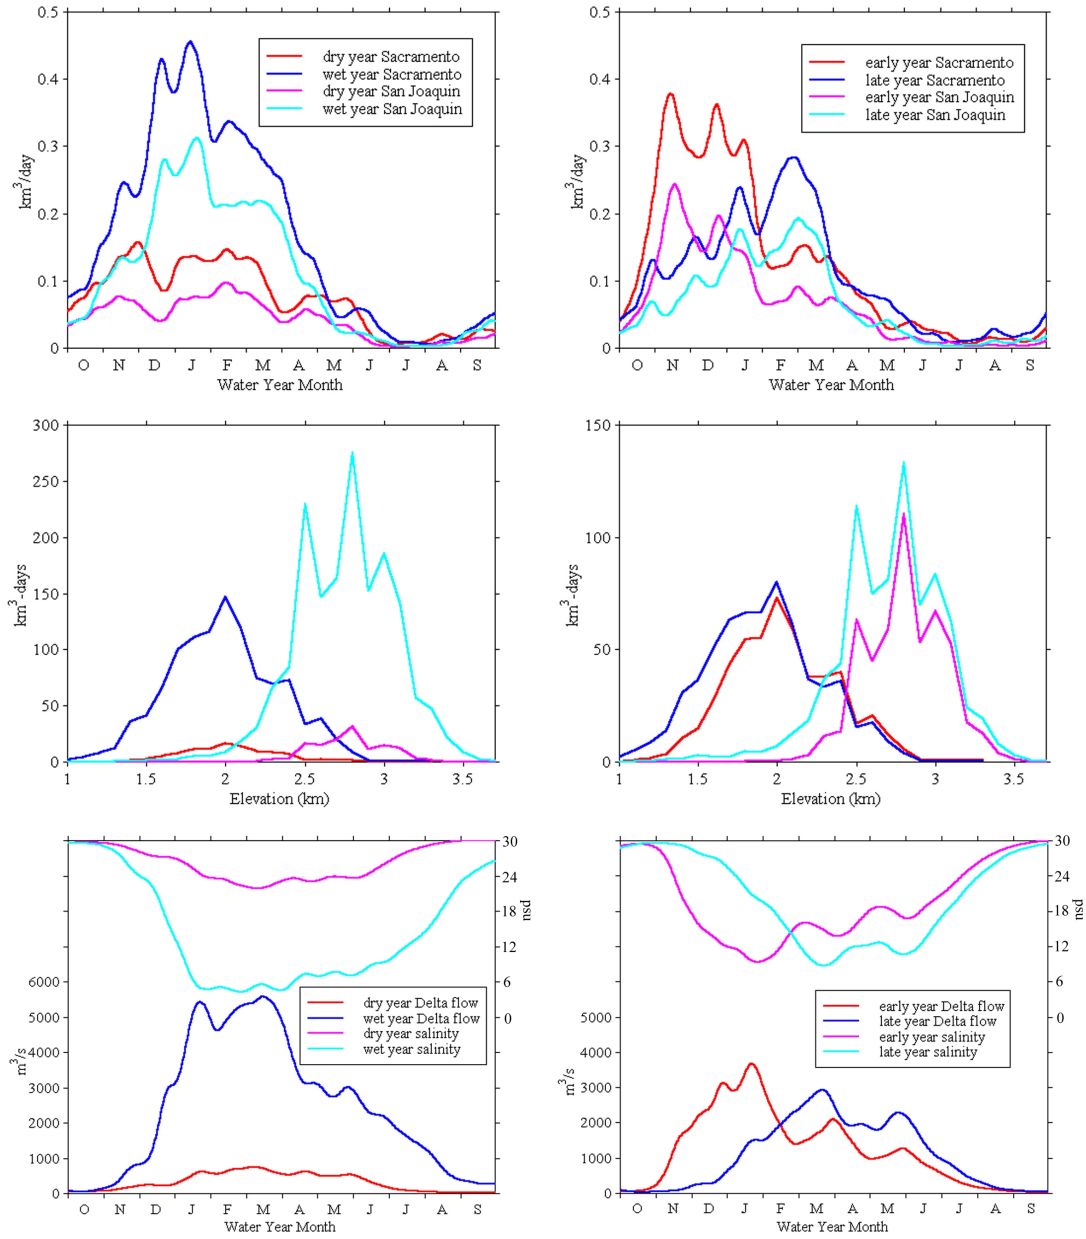 0.5
0.4
0.3
0.2
0.1
0
km3/day
dry year Sacramento
wet year Sacramento
dry year San Joaquin
wet year San Joaquin
O N D J F M A M J J A S
Water Year Month
0.5
0.4
0.3
0.2
0.1
0
km3/day
early year Sacramento
late year Sacramento
early year San Joaquin
late year San Joaquin
O N D J F M A M J J A S
Water Year Month
300
250
200
150
100
50
0
km3-days
1 1.5 2 2.5 3 3.5
Elevation (km)
150
100
50
0
km3-days
1 1.5 2 2.5 3 3.5
Elevation (km)
30
24
18
12
6
0
psu
6000
5000
4000
3000
2000
1000
0
m3/s
dry year Delta flow
wet year Delta flow
dry year salinity
wet year salinity
O N D J F M A M J J A S
Water Year Month
30
24
18
12
6
0
psu
5000
4000
3000
2000
1000
0
m3/s
early year Delta flow
late year Delta flow
early year salinity
late year salinity
O N D J F M A M J J A S
Water Year Month